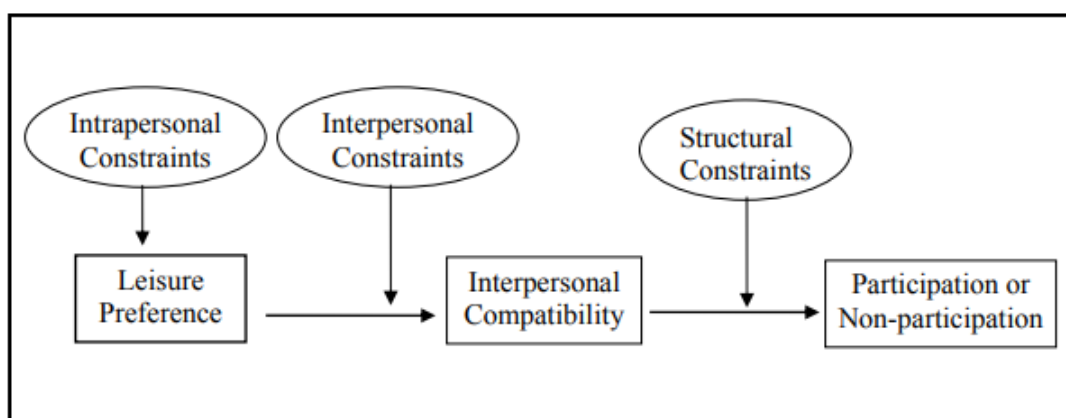 Intrapersonal
Constraints
Interpersonal
Constraints
Structural
Constraints
Leisure
Preference
Interpersonal
Compatibility
Participation or
Non-participation